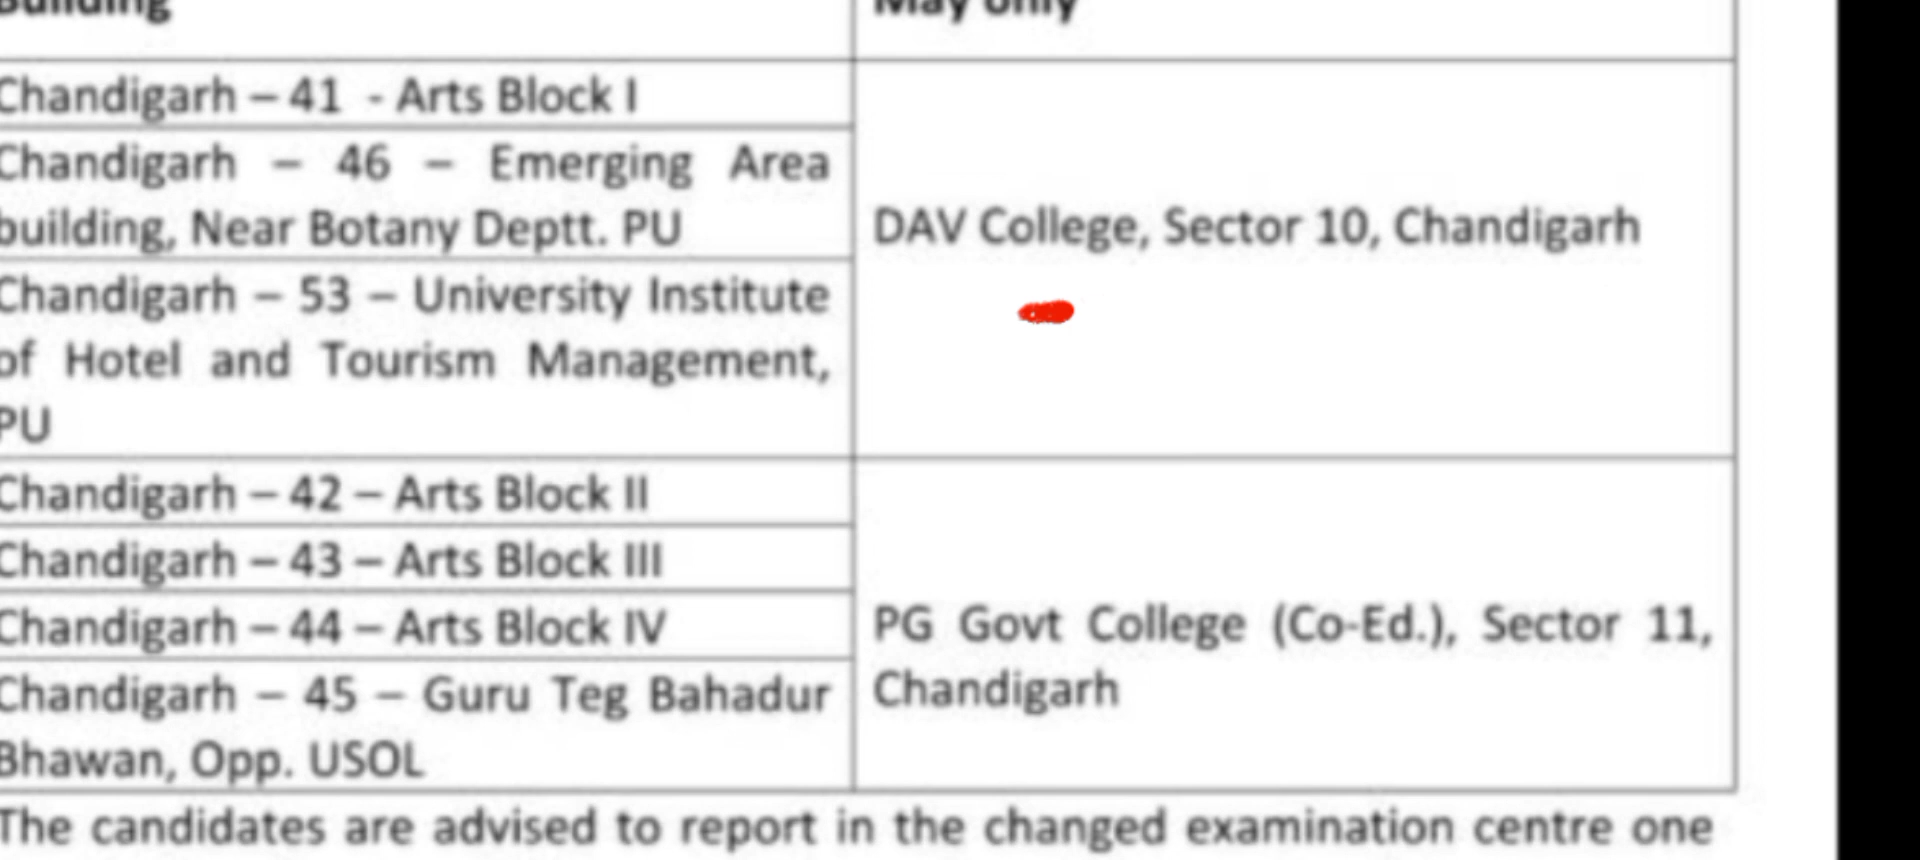 Building
May only
Chandigarh – 41 - Arts Block I
Chandigarh – 46 – Emerging Area
building, Near Botany Deptt. PU
Chandigarh – 53 – University Institute
of Hotel and Tourism Management,
PU
DAV College, Sector 10, Chandigarh
Chandigarh – 42 – Arts Block II
Chandigarh – 43 – Arts Block III
Chandigarh – 44 – Arts Block IV
Chandigarh – 45 – Guru Teg Bahadur
Bhawan, Opp. USOL
PG Govt College (Co-Ed.), Sector 11,
Chandigarh
The candidates are advised to report in the changed examination centre one